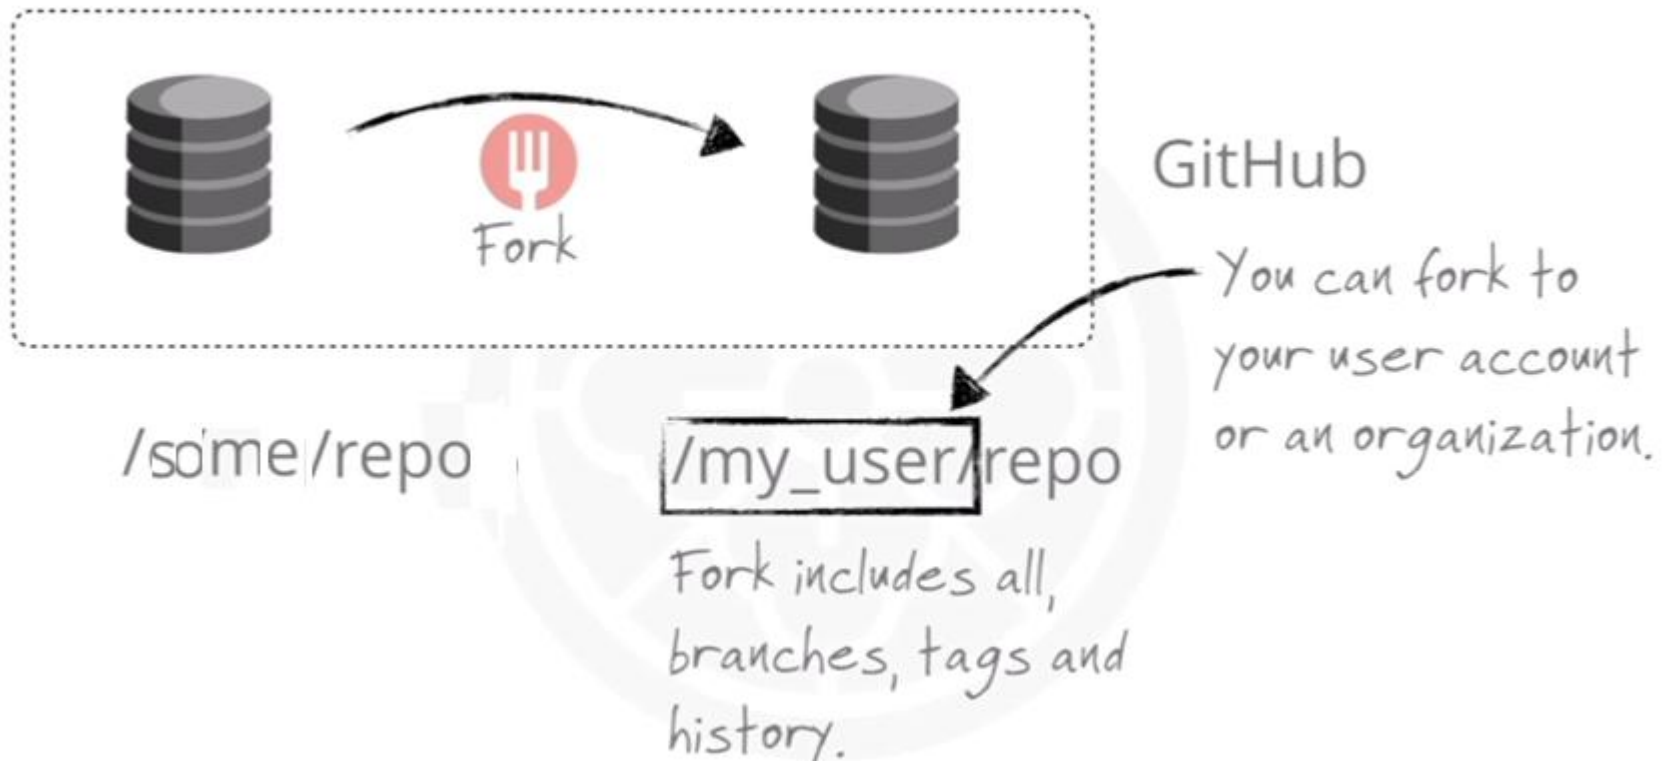 Fork
GitHub
You can fork to
your user account
or an organization.
/some/repo
/my_user/repo
Fork includes all,
branches, tags and
history.